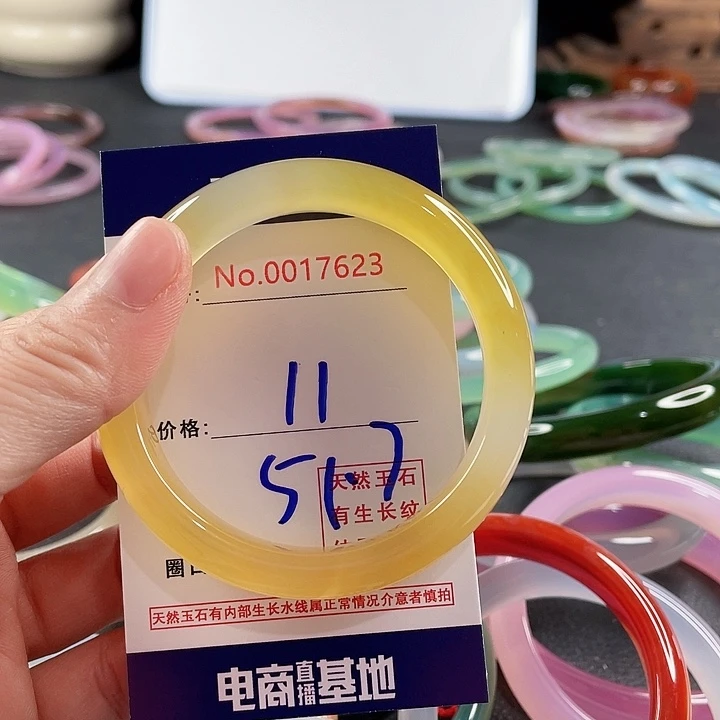 No.0017623
11
价格:
51.7
天然玉石
有生长纹
圈口
天然玉石有内部生长水线属正常情况介意者慎拍
电商直播基地